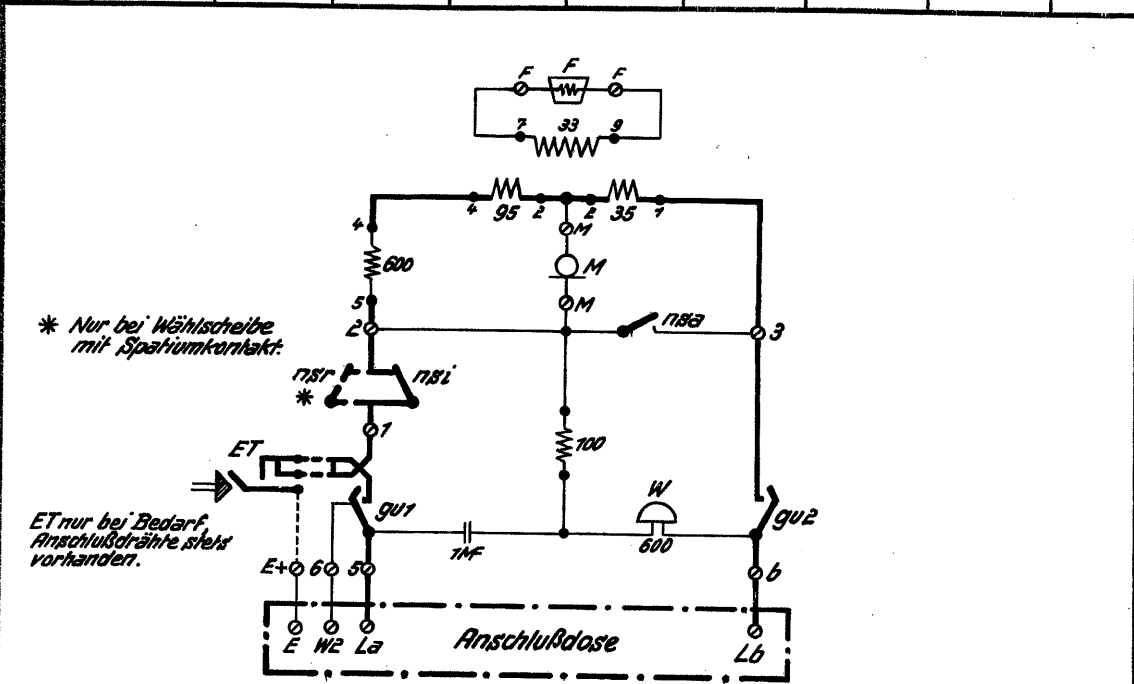 F F F
7 33 9
4 95 2 2 35 1
4
M
600
M
5
M
nsa
2
3
✳ Nur bei Wählscheibe
mit Spatiumkontakt.
nsr nsi
✳
1
ET
100
W
gu1
gu2
ET nur bei Bedarf,
Anschlußdrähte stets
vorhanden.
1MF
600
E+ 6 5
b
E W2 La
Anschlußdose
Lb